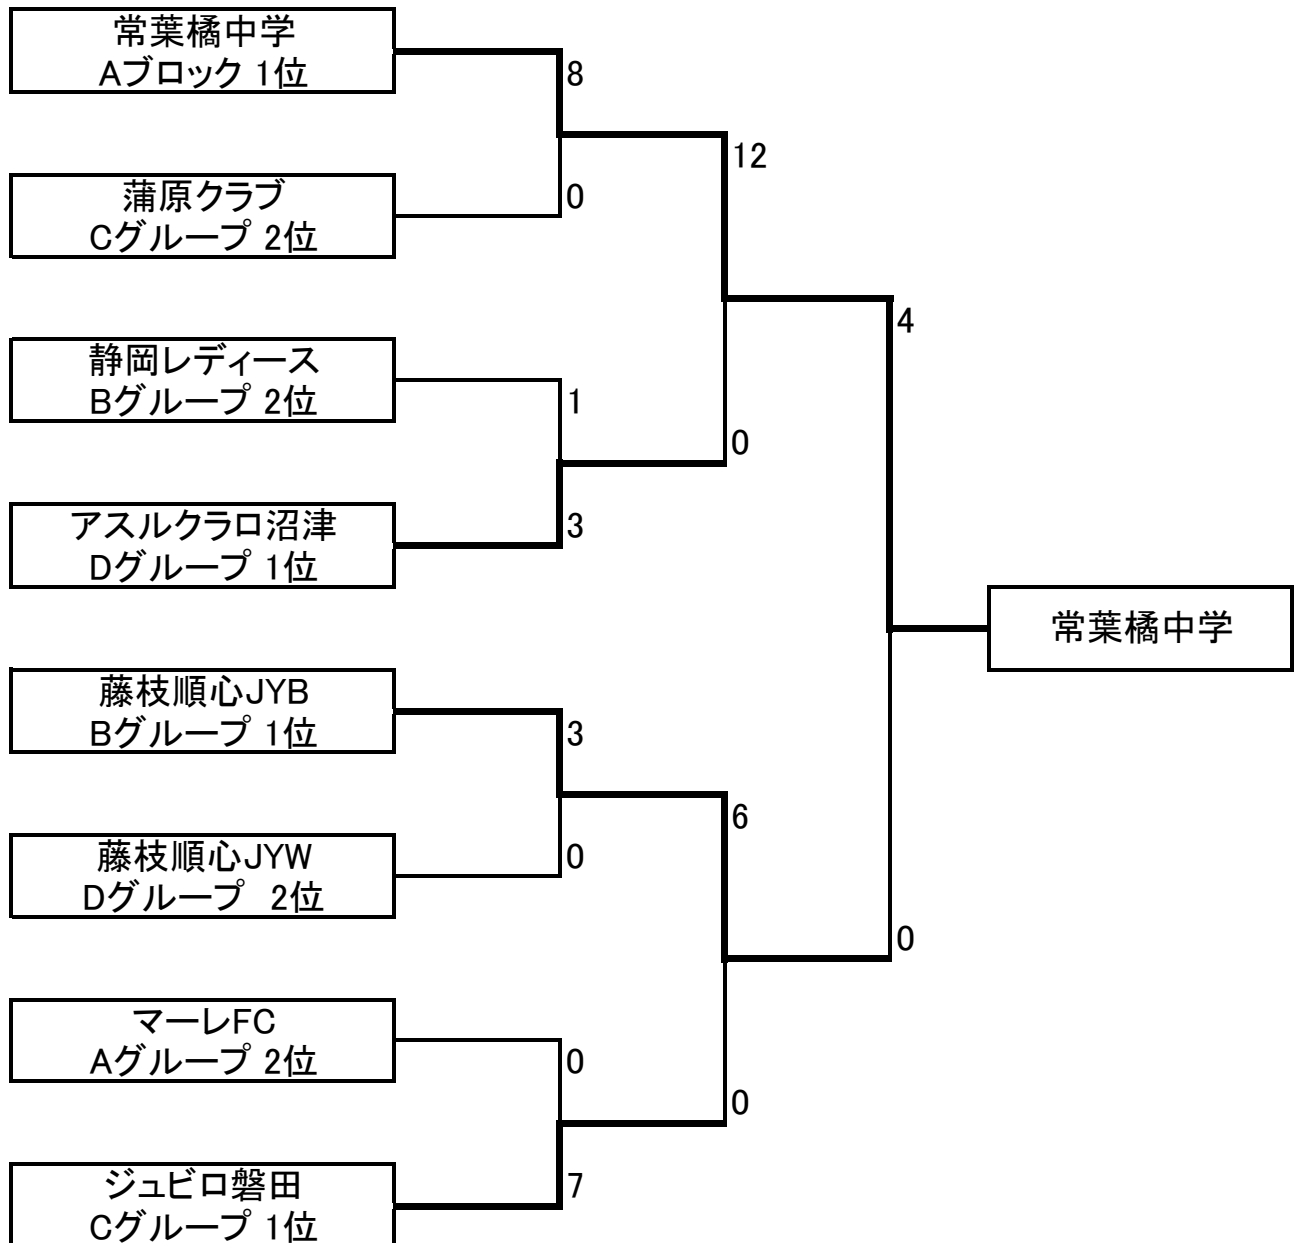 常葉橘中学
Aブロック 1位
8
12
蒲原クラブ
Cグループ 2位
0
4
静岡レディース
Bグループ 2位
1
0
アスルクラロ沼津
Dグループ 1位
3
常葉橘中学
藤枝順心JYB
Bグループ 1位
3
6
藤枝順心JYW
Dグループ 2位
0
0
マーレFC
Aグループ 2位
0
0
ジュビロ磐田
Cグループ 1位
7